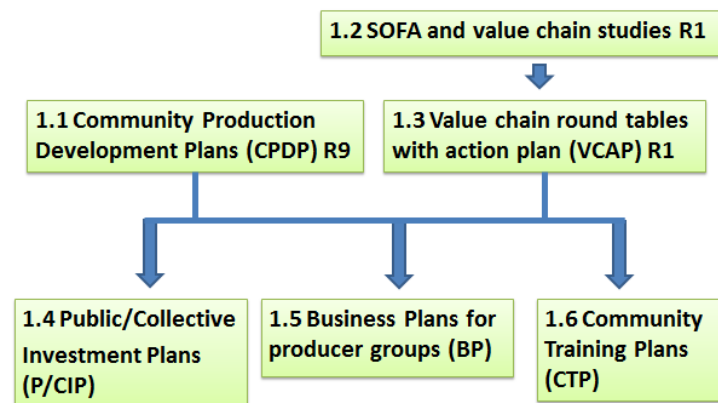 1.2 SOFA and value chain studies R1
1.1 Community Production
Development Plans (CPDP) R9
1.3 Value chain round tables
with action plan (VCAP) R1
1.4 Public/Collective
Investment Plans
(P/CIP)
1.5 Business Plans for
producer groups (BP)
1.6 Community
Training Plans
(CTP)